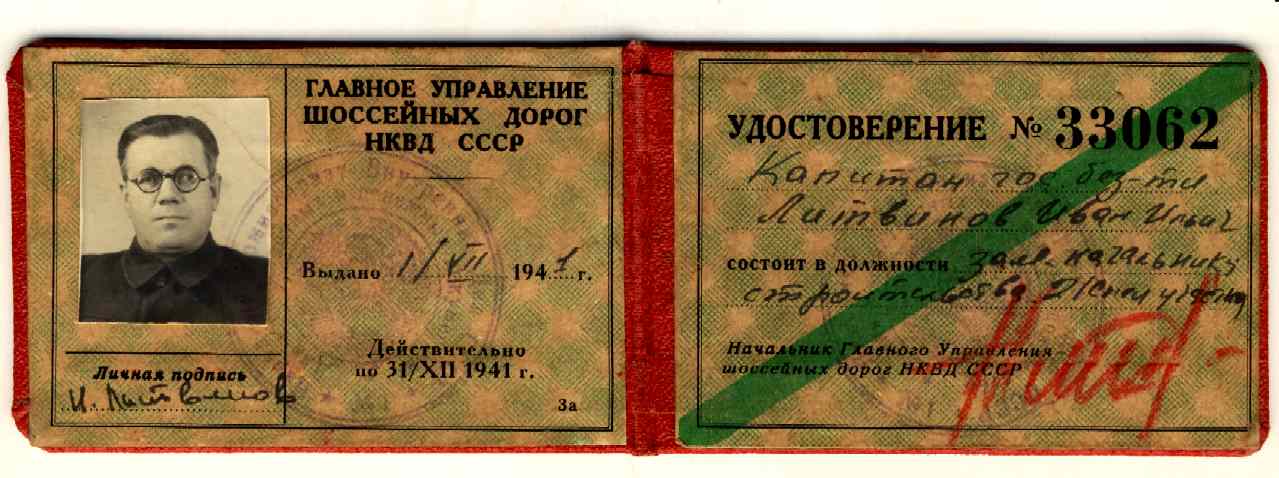 ГЛАВНОЕ УПРАВЛЕНИЕ
ШОССЕЙНЫХ ДОРОГ
НКВД СССР
Выдано 1/VII 1941 г.
Действительно
по 31/XII 1941 г.
3а
Личная подпись
И. Литвинов
УДОСТОВЕРЕНИЕ № 33062
Капитан гос без-ти
Литвинов Иван Ильич
СОСТОИТ В ДОЛЖНОСТИ зам. начальника
строительства
Начальник Главного Управления
шоссейных дорог НКВД СССР